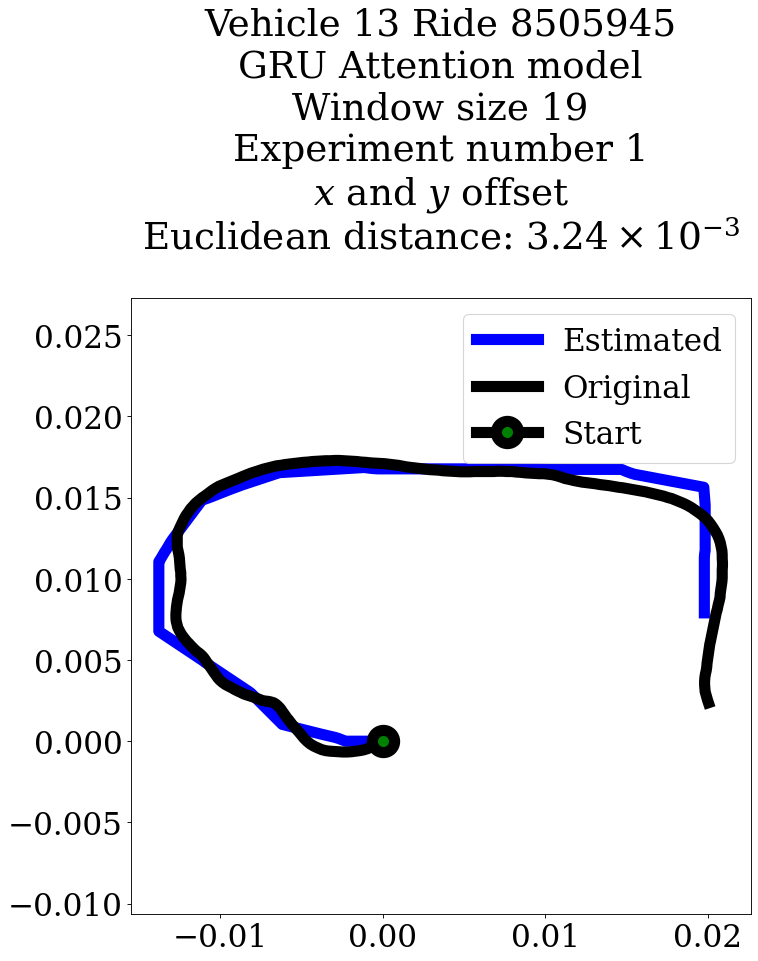 Vehicle 13 Ride 8505945
GRU Attention model
Window size 19
Experiment number 1
x and y offset
Euclidean distance: 3.24 × 10⁻³
Estimated
Original
Start
0.025
0.020
0.015
0.010
0.005
0.000
−0.005
−0.010
−0.01 0.00 0.01 0.02